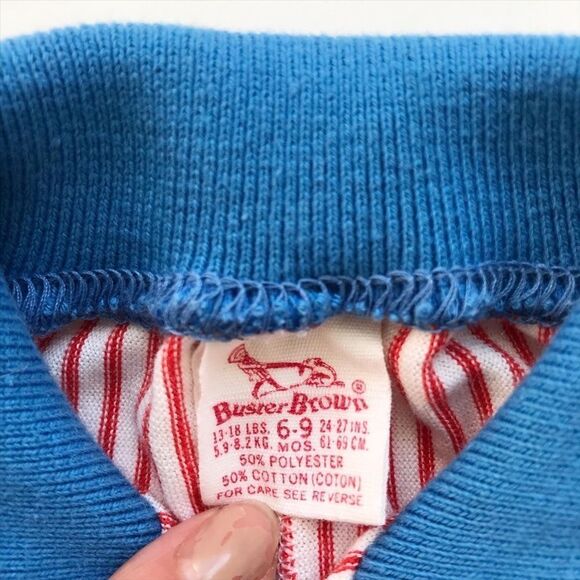 Buster Brown ®
13-18 LBS. 6-9 24-27 INS.
5.9-8.2 KG. MOS. 61-69 CM.
50% POLYESTER
50% COTTON (COTON)
FOR CARE SEE REVERSE